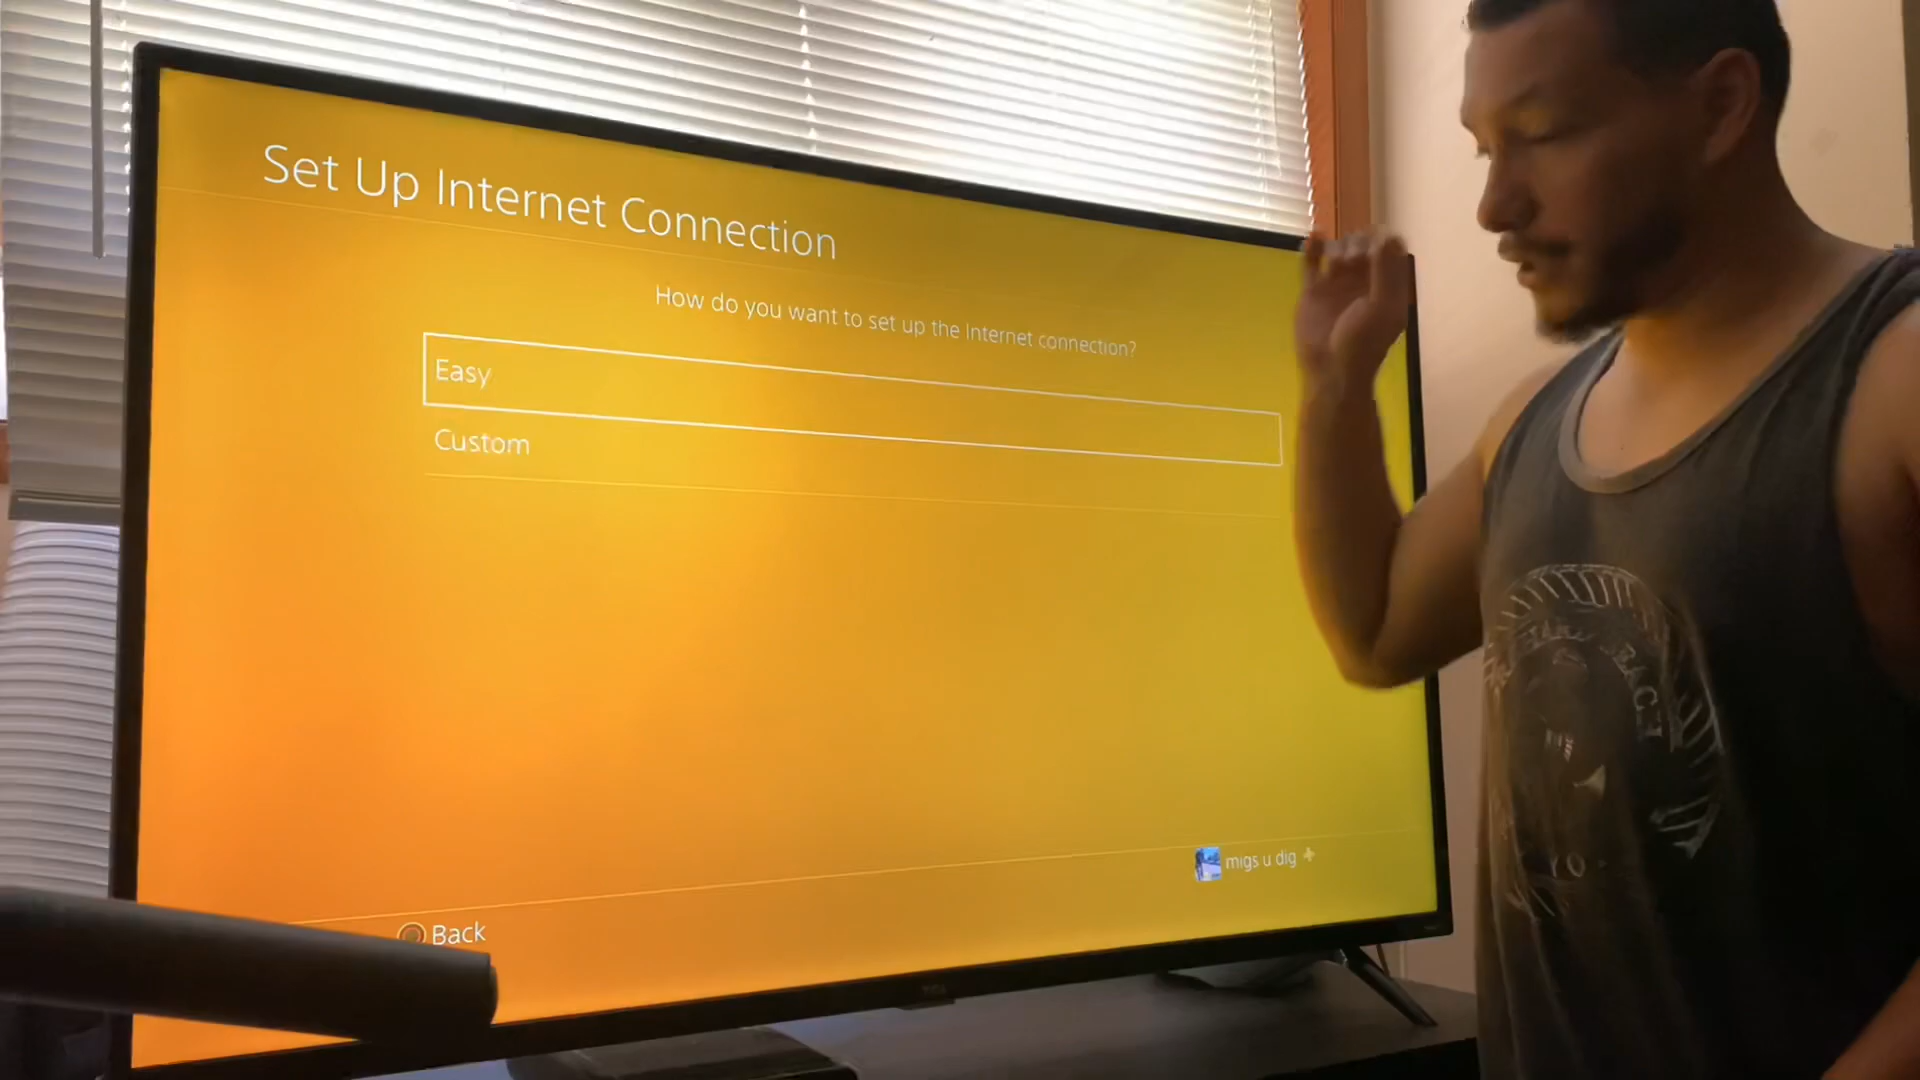 Set Up Internet Connection
How do you want to set up the Internet connection?
Easy
Custom
migs u dig
Back
TCL